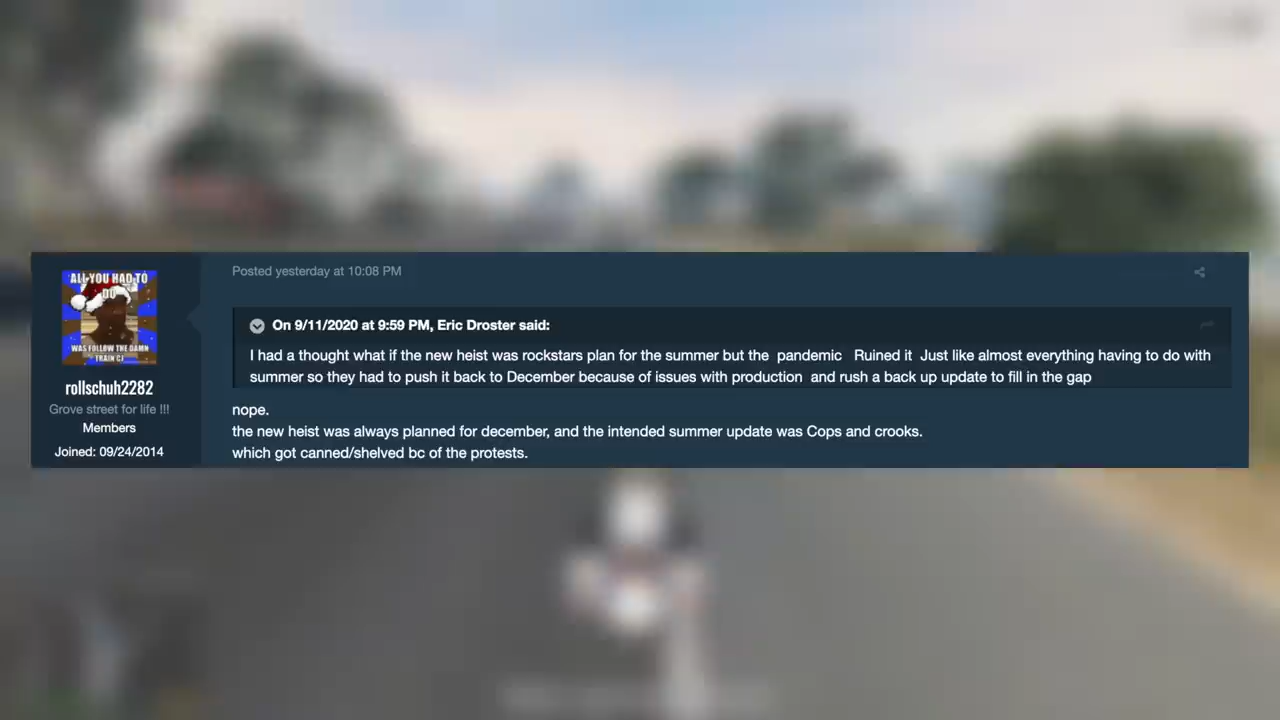 ALL YOU HAD TO
DO
WAS FOLLOW THE DAMN
TRAIN CJ
rollschuh2282
Grove street for life !!!
Members
Joined: 09/24/2014
Posted yesterday at 10:08 PM
On 9/11/2020 at 9:59 PM, Eric Droster said:
I had a thought what if the new heist was rockstars plan for the summer but the pandemic Ruined it Just like almost everything having to do with
summer so they had to push it back to December because of issues with production and rush a back up update to fill in the gap
nope.
the new heist was always planned for december, and the intended summer update was Cops and crooks.
which got canned/shelved bc of the protests.